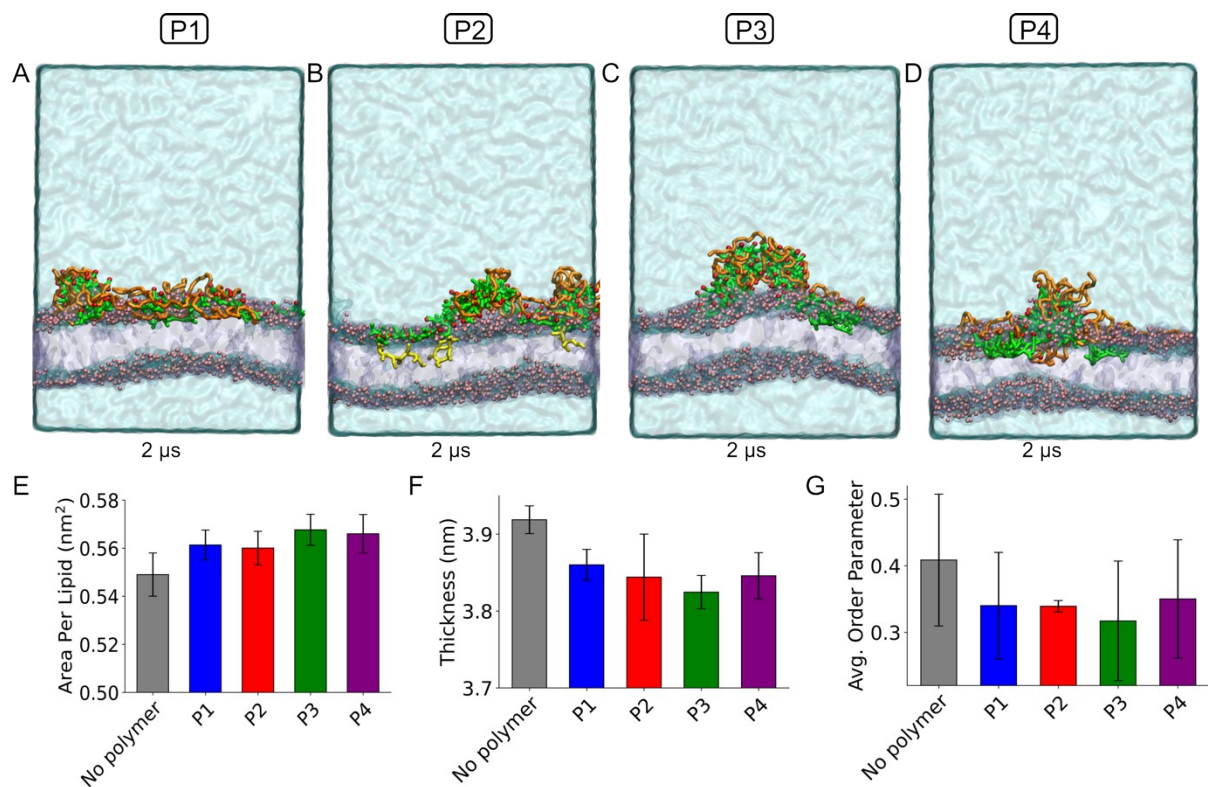 P1 P2 P3 P4
A B C D
2 μs 2 μs 2 μs 2 μs
E F G
Area Per Lipid (nm²)
0.58
0.56
0.54
0.52
0.50
No polymer P1 P2 P3 P4
Thickness (nm)
3.9
3.8
3.7
No polymer P1 P2 P3 P4
Avg. Order Parameter
0.5
0.4
0.3
No polymer P1 P2 P3 P4